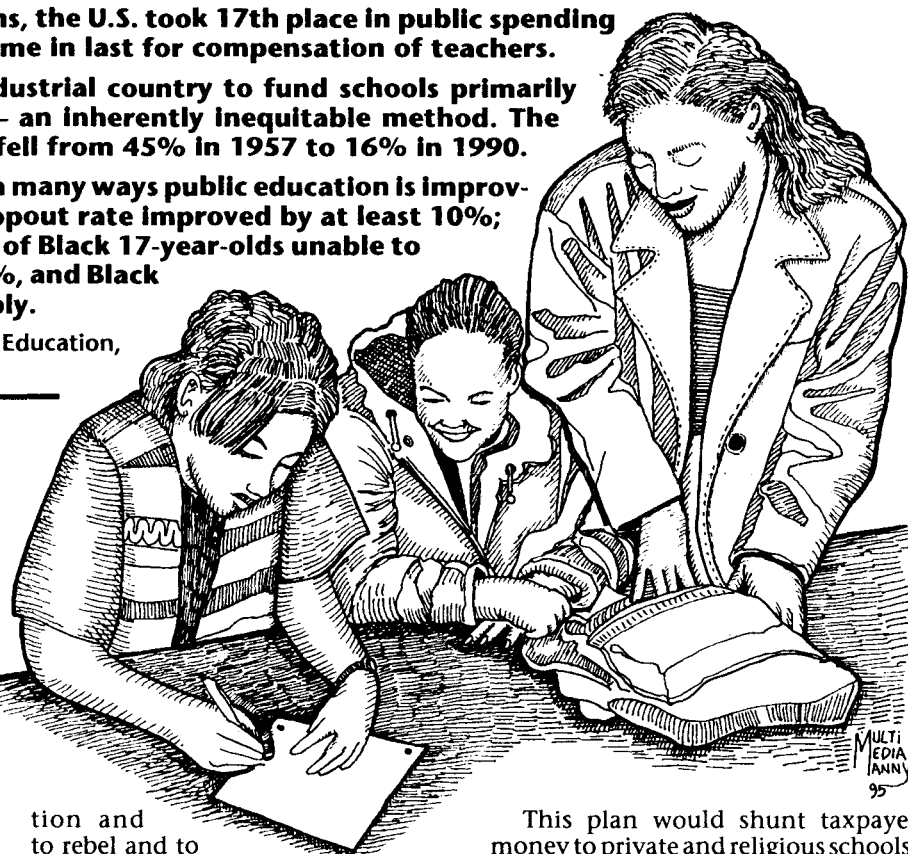 ns, the U.S. took 17th place in public spending
me in last for compensation of teachers.
dustrial country to fund schools primarily
– an inherently inequitable method. The
fell from 45% in 1957 to 16% in 1990.
n many ways public education is improv-
opout rate improved by at least 10%;
of Black 17-year-olds unable to
%, and Black
ply.
Education,
MULTI
MEDIA
MANNY
95
tion and
to rebel and to
This plan would shunt taxpaye
money to private and religious schools